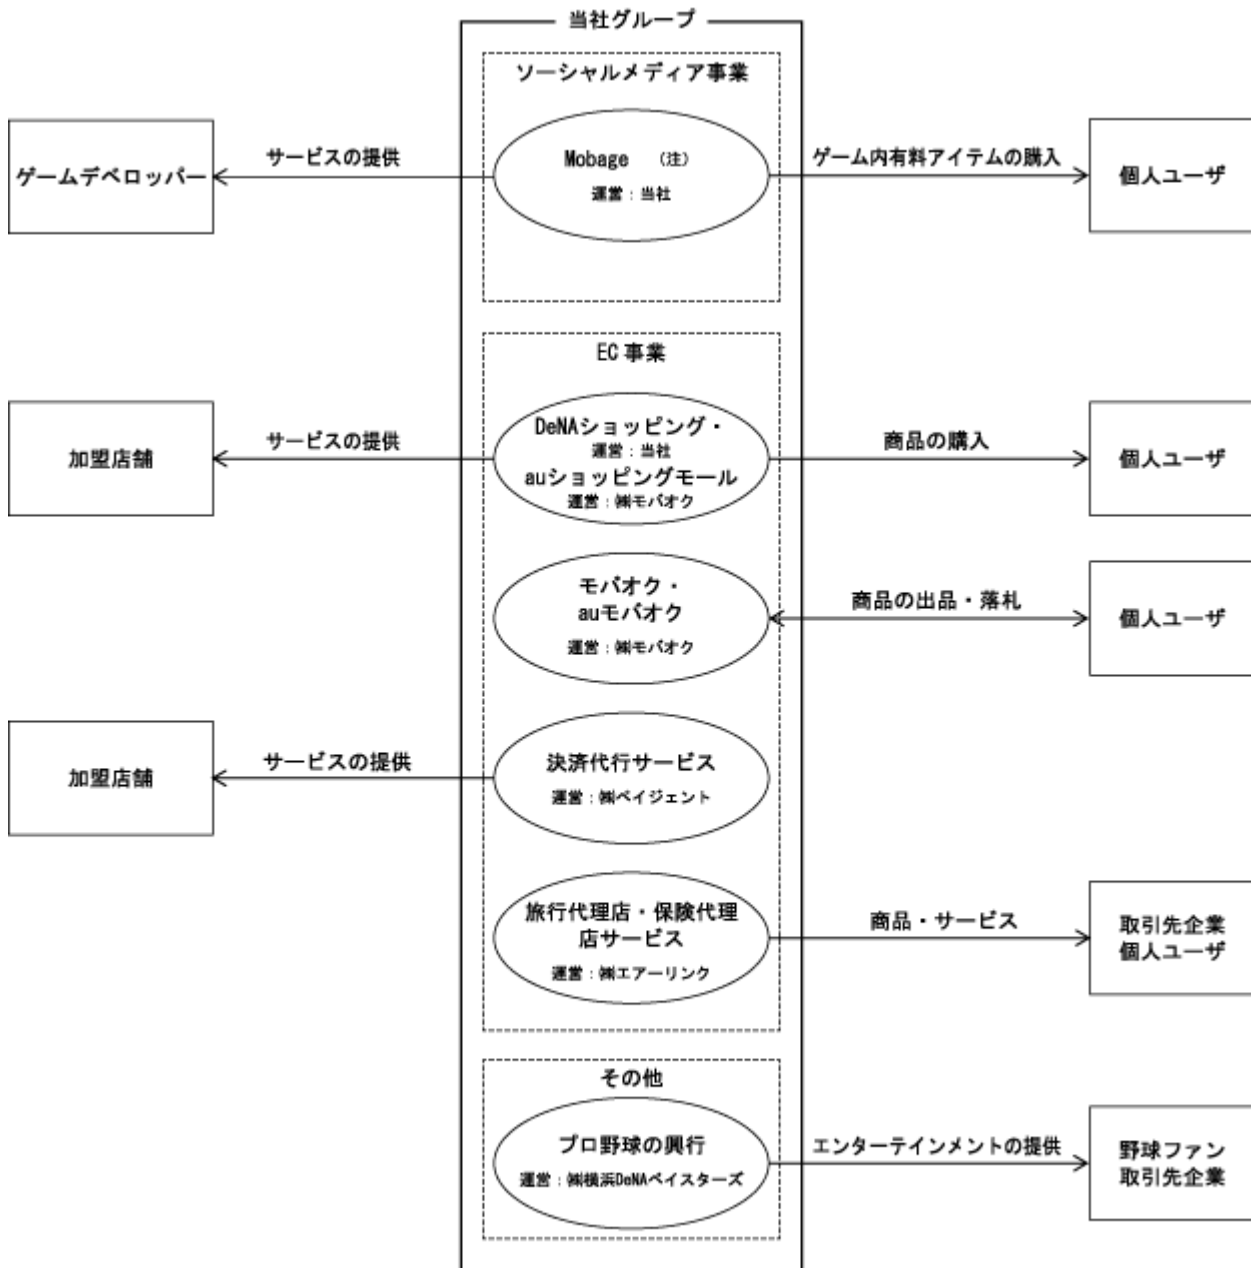 当社グループ
ソーシャルメディア事業
ゲームデベロッパー
サービスの提供
Mobage （注）
運営：当社
ゲーム内有料アイテムの購入
個人ユーザ
EC 事業
加盟店舗
サービスの提供
DeNAショッピング・
運営：当社
auショッピングモール
運営：㈱モバオク
商品の購入
個人ユーザ
モバオク・
auモバオク
運営：㈱モバオク
商品の出品・落札
個人ユーザ
加盟店舗
サービスの提供
決済代行サービス
運営：㈱ペイジェント
旅行代理店・保険代理
店サービス
運営：㈱エアーリンク
商品・サービス
取引先企業
個人ユーザ
その他
プロ野球の興行
運営：㈱横浜DeNAベイスターズ
エンターテインメントの提供
野球ファン
取引先企業